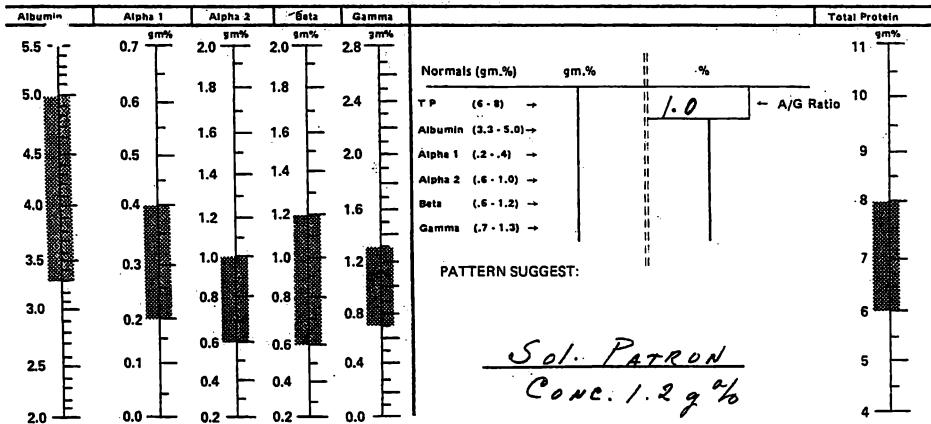 Albumin Alpha 1 Alpha 2 Beta Gamma Total Protein
gm% gm% gm% gm% gm%
5.5 0.7 2.0 2.0 2.8 11
5.0 0.6 1.8 1.8 2.4 10
4.5 0.5 1.6 1.6 2.0 9
4.0 0.4 1.4 1.4 1.6 8
3.5 0.3 1.2 1.2 1.2 7
3.0 0.2 1.0 1.0 0.8 6
2.5 0.1 0.8 0.8 0.4 5
2.0 0.0 0.6 0.6 0.0 4
0.4 0.4
0.2 0.2
Normals (gm.%) gm.% %
T P (6 - 8) → 1.0 ← A/G Ratio
Albumin (3.3 - 5.0) →
Alpha 1 (.2 - .4) →
Alpha 2 (.6 - 1.0) →
Beta (.6 - 1.2) →
Gamma (.7 - 1.3) →
PATTERN SUGGEST:
Sol. PATRON
CONC. 1.2 g %